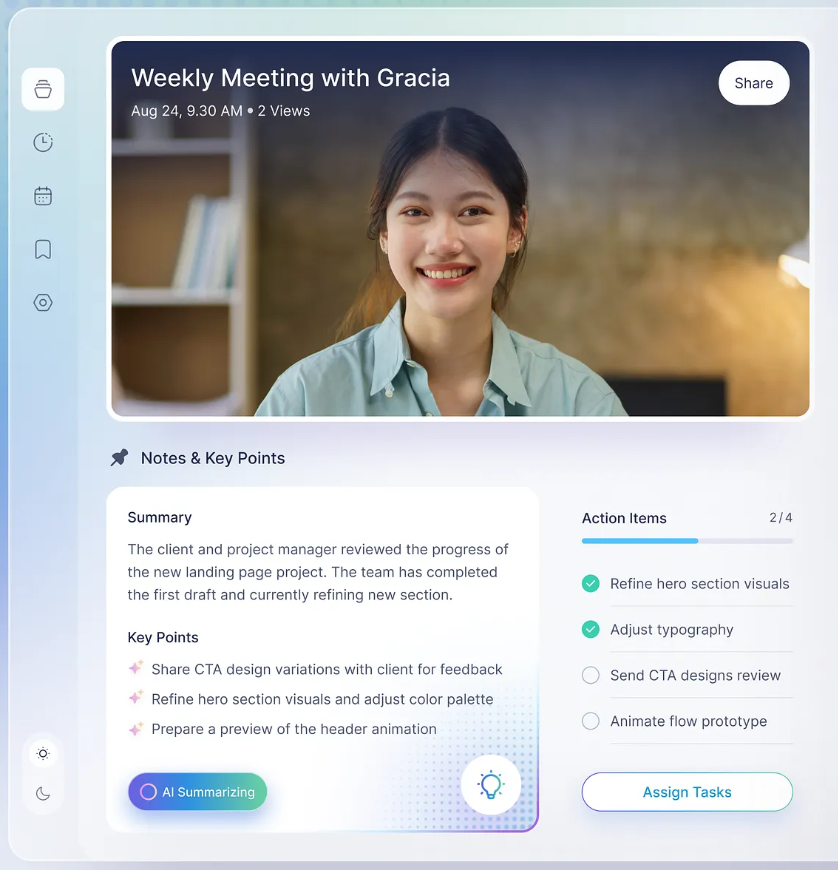 Weekly Meeting with Gracia
Share
Aug 24, 9.30 AM • 2 Views
Notes & Key Points
Summary
The client and project manager reviewed the progress of
the new landing page project. The team has completed
the first draft and currently refining new section.
Key Points
Share CTA design variations with client for feedback
Refine hero section visuals and adjust color palette
Prepare a preview of the header animation
AI Summarizing
Action Items
2/4
Refine hero section visuals
Adjust typography
Send CTA designs review
Animate flow prototype
Assign Tasks